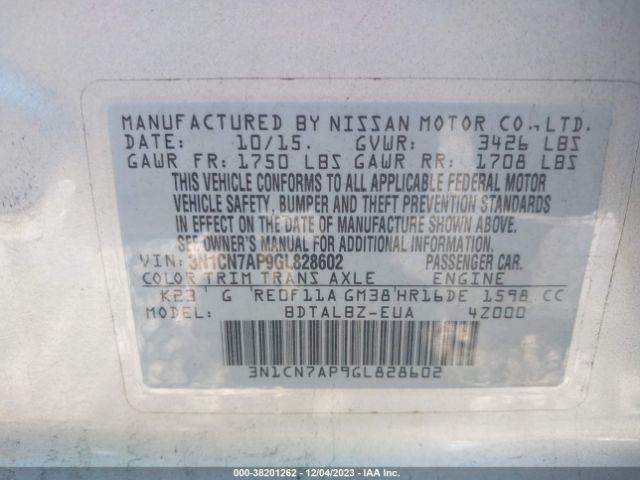 MANUFACTURED BY NISSAN MOTOR CO.,LTD.
DATE: 10/15. GVWR: 3426 LBS
GAWR FR: 1750 LBS GAWR RR: 1708 LBS
THIS VEHICLE CONFORMS TO ALL APPLICABLE FEDERAL MOTOR
VEHICLE SAFETY, BUMPER AND THEFT PREVENTION STANDARDS
IN EFFECT ON THE DATE OF MANUFACTURE SHOWN ABOVE.
SEE OWNER'S MANUAL FOR ADDITIONAL INFORMATION.
VIN: 3N1CN7AP9GL828602 PASSENGER CAR.
COLOR TRIM TRANS AXLE ENGINE
K23 G RE0F11A GM38 HR16DE 1598 CC
MODEL: BDTALBZ-EUA 4Z000
3N1CN7AP9GL828602
000-38201262 - 12/04/2023 - IAA Inc.